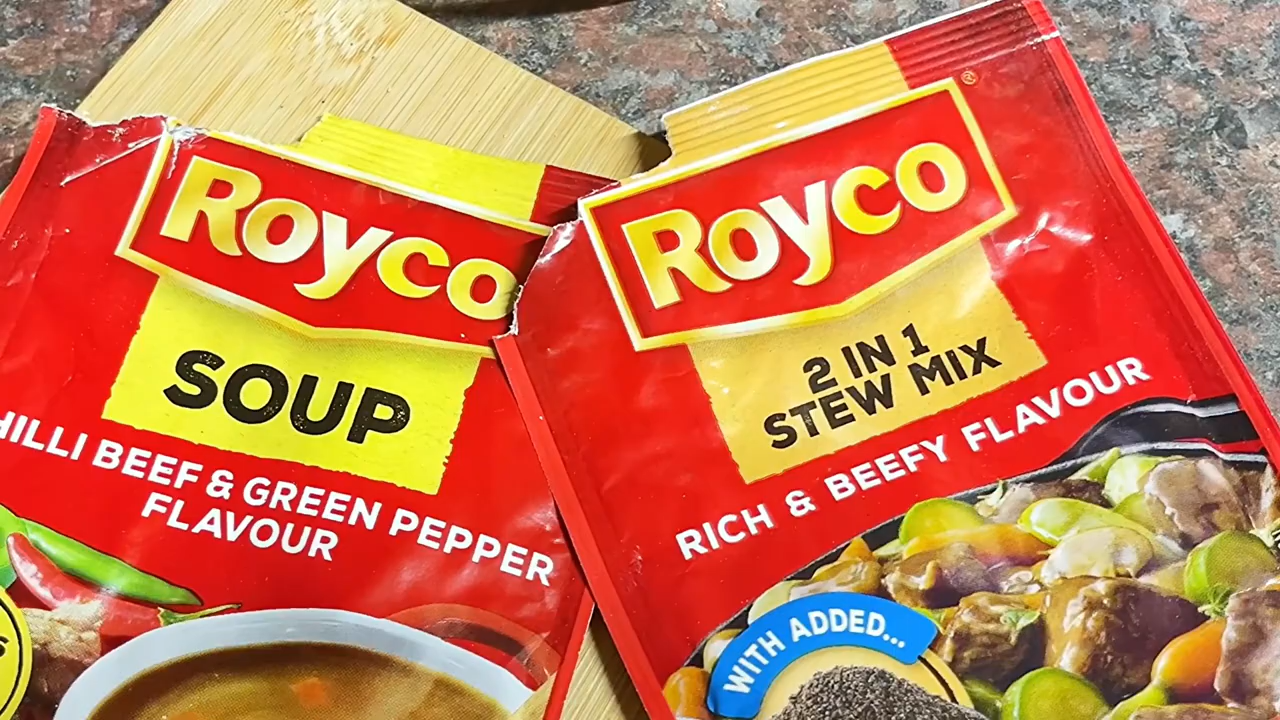 Royco
SOUP
HILLI BEEF & GREEN PEPPER
FLAVOUR
Royco®
2 IN 1
STEW MIX
RICH & BEEFY FLAVOUR
WITH ADDED...